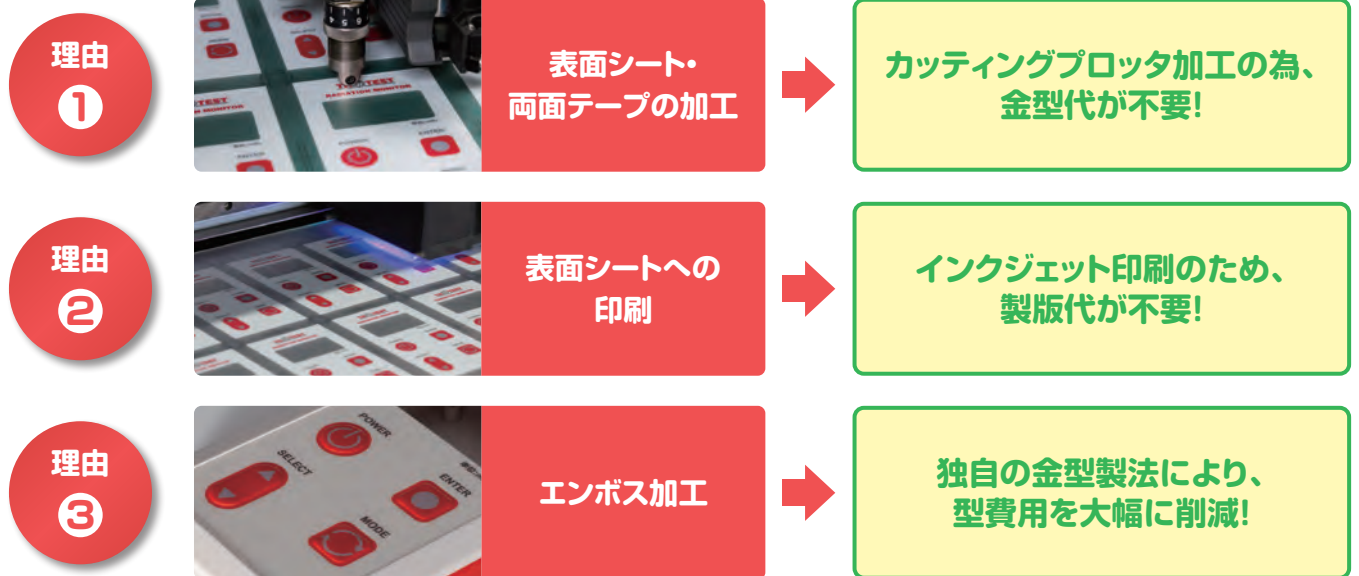 理由
1
表面シート・
両面テープの加工
カッティングプロッタ加工の為、
金型代が不要!
理由
2
表面シートへの
印刷
インクジェット印刷のため、
製版代が不要!
理由
3
POWER
SELECT
ENTER
MODE
エンボス加工
独自の金型製法により、
型費用を大幅に削減!